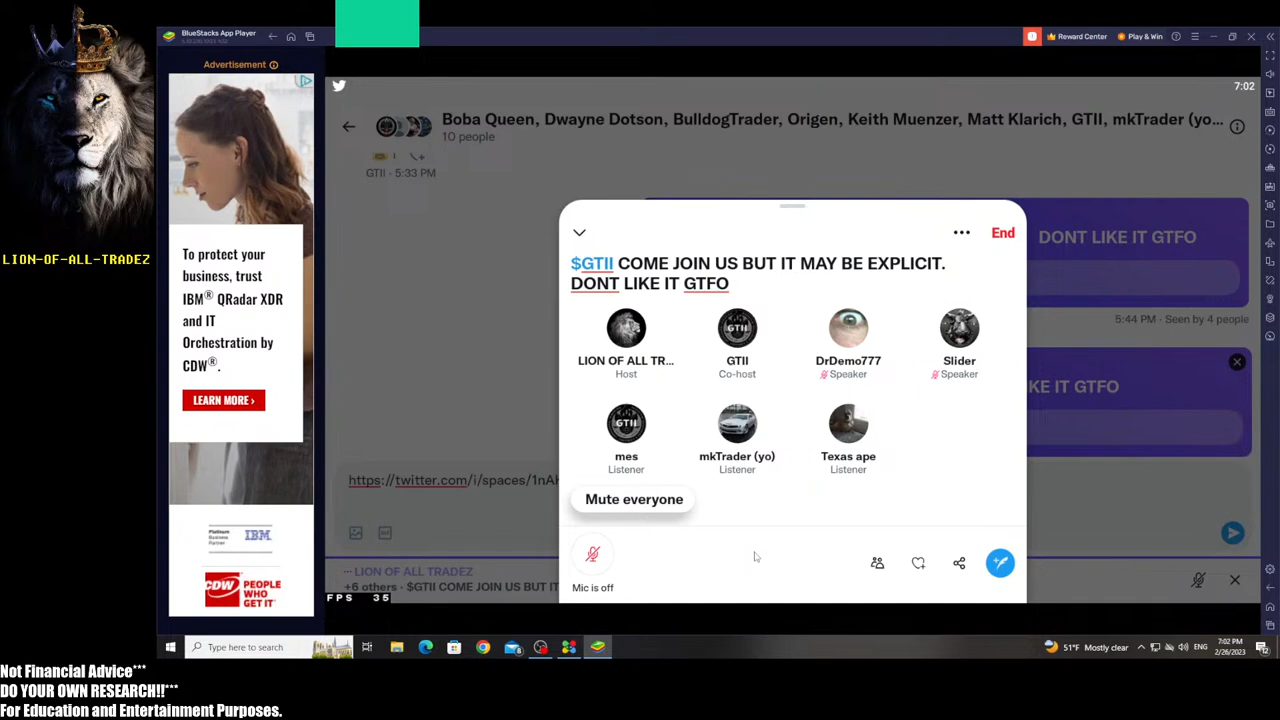 BlueStacks App Player
Reward Center
Play & Win
Advertisement
7:02
Boba Queen, Dwayne Dotson, BulldogTrader, Origen, Keith Muenzer, Matt Klarich, GTII, mkTrader (yo...
10 people
GTII - 5:33 PM
DONT LIKE IT GTFO
5:44 PM · Seen by 4 people
KE IT GTFO
End
$GTII COME JOIN US BUT IT MAY BE EXPLICIT.
DONT LIKE IT GTFO
LION OF ALL TR...
Host
GTII
Co-host
DrDemo777
Speaker
Slider
Speaker
GTII
GTII
mes
Listener
mkTrader (yo)
Listener
Texas ape
Listener
Mute everyone
Mic is off
https://twitter.com/i/spaces/1nAK
LION OF ALL TRADEZ
+6 others · $GTII COME JOIN US BUT IT
FPS 35
LION-OF-ALL-TRADEZ
To protect your
business, trust
IBM® QRadar XDR
and IT
Orchestration by
CDW®.
LEARN MORE ›
Platinum
Business
Partner
IBM
CDW
PEOPLE
WHO
GET IT
Type here to search
51°F Mostly clear
ENG
7:02 PM
2/26/2023
Not Financial Advice***
DO YOUR OWN RESEARCH!!***
For Education and Entertainment Purposes.